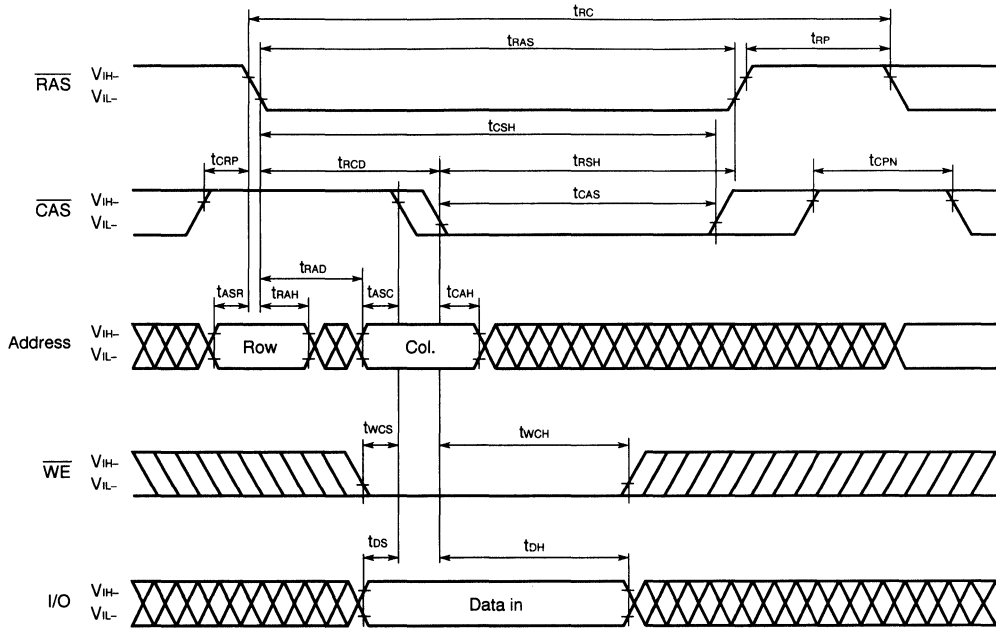 tRC
tRAS
tRP
RAS
VIH–
VIL–
tCSH
tCRP
tRCD
tRSH
tCPN
CAS
VIH–
VIL–
tCAS
tRAD
tASR
tRAH
tASC
tCAH
Address
VIH–
VIL–
Row
Col.
tWCS
tWCH
WE
VIH–
VIL–
tDS
tDH
I/O
VIH–
VIL–
Data in